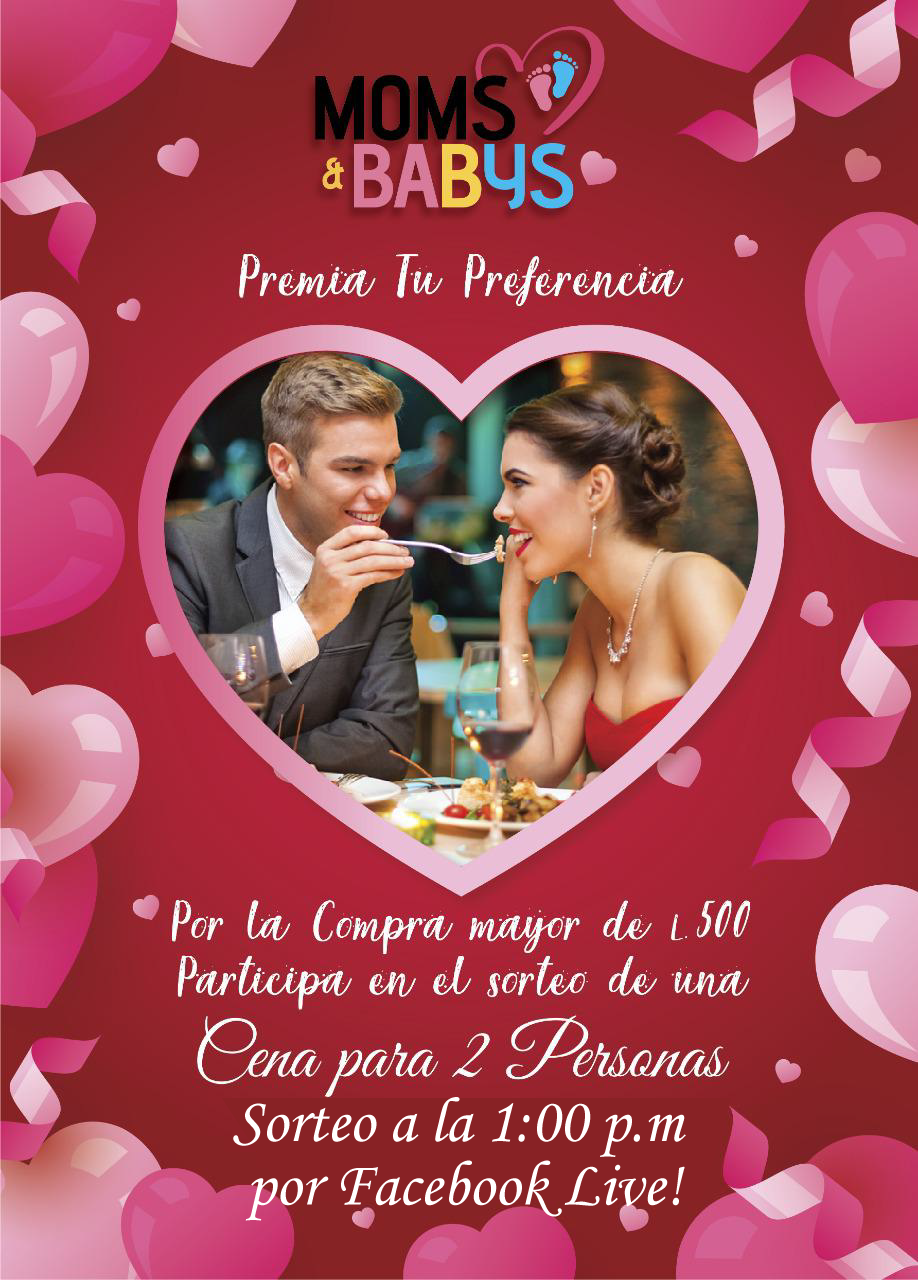 MOMS
& BABYS
Premia Tu Preferencia
Por la Compra mayor de L.500
Participa en el sorteo de una
Cena para 2 Personas
Sorteo a la 1:00 p.m
por Facebook Live!